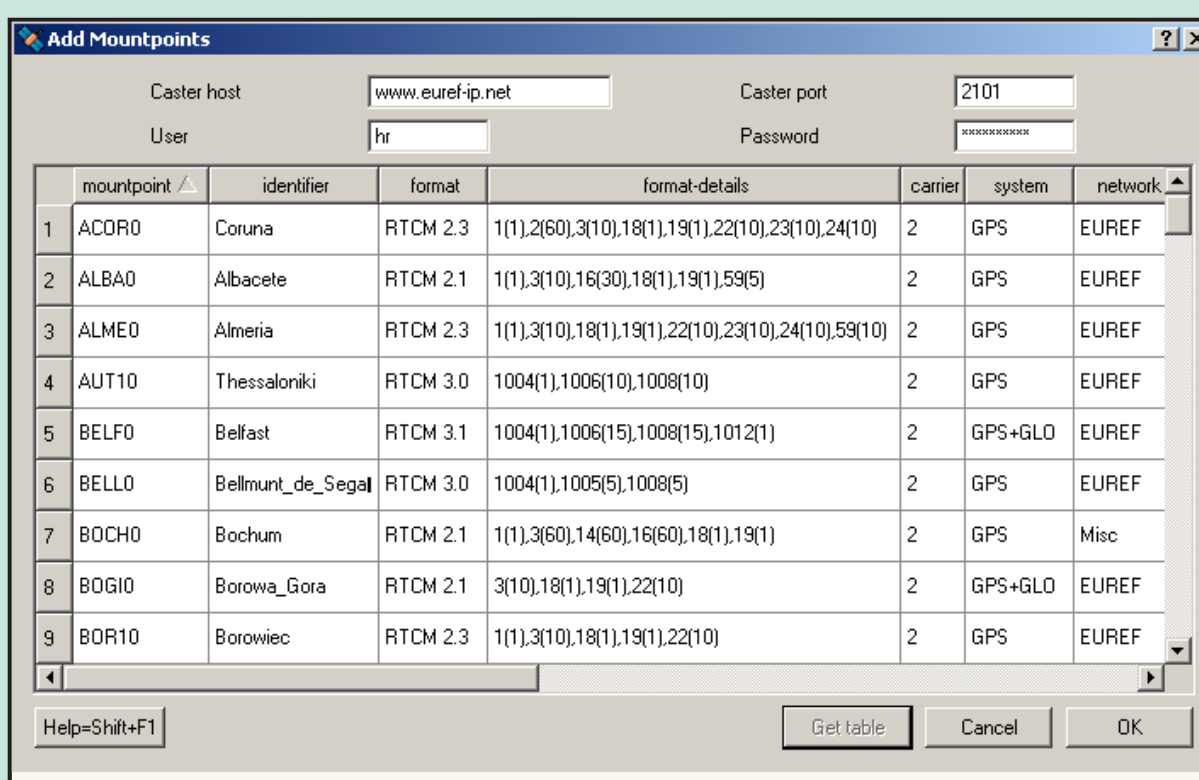 Add Mountpoints
Caster host www.euref-ip.net Caster port 2101
User hr Password **********
mountpoint identifier format format-details carrier system network
1 ACOR0 Coruna RTCM 2.3 1(1),2(60),3(10),18(1),19(1),22(10),23(10),24(10) 2 GPS EUREF
2 ALBA0 Albacete RTCM 2.1 1(1),3(10),16(30),18(1),19(1),59(5) 2 GPS EUREF
3 ALME0 Almeria RTCM 2.3 1(1),3(10),18(1),19(1),22(10),23(10),24(10),59(10) 2 GPS EUREF
4 AUT10 Thessaloniki RTCM 3.0 1004(1),1006(10),1008(10) 2 GPS EUREF
5 BELF0 Belfast RTCM 3.1 1004(1),1006(15),1008(15),1012(1) 2 GPS+GLO EUREF
6 BELL0 Bellmunt_de_Segal RTCM 3.0 1004(1),1005(5),1008(5) 2 GPS EUREF
7 BOCH0 Bochum RTCM 2.1 1(1),3(60),14(60),16(60),18(1),19(1) 2 GPS Misc
8 BOGI0 Borowa_Gora RTCM 2.1 3(10),18(1),19(1),22(10) 2 GPS+GLO EUREF
9 BOR10 Borowiec RTCM 2.3 1(1),3(10),18(1),19(1),22(10) 2 GPS EUREF
Help=Shift+F1 Get table Cancel OK